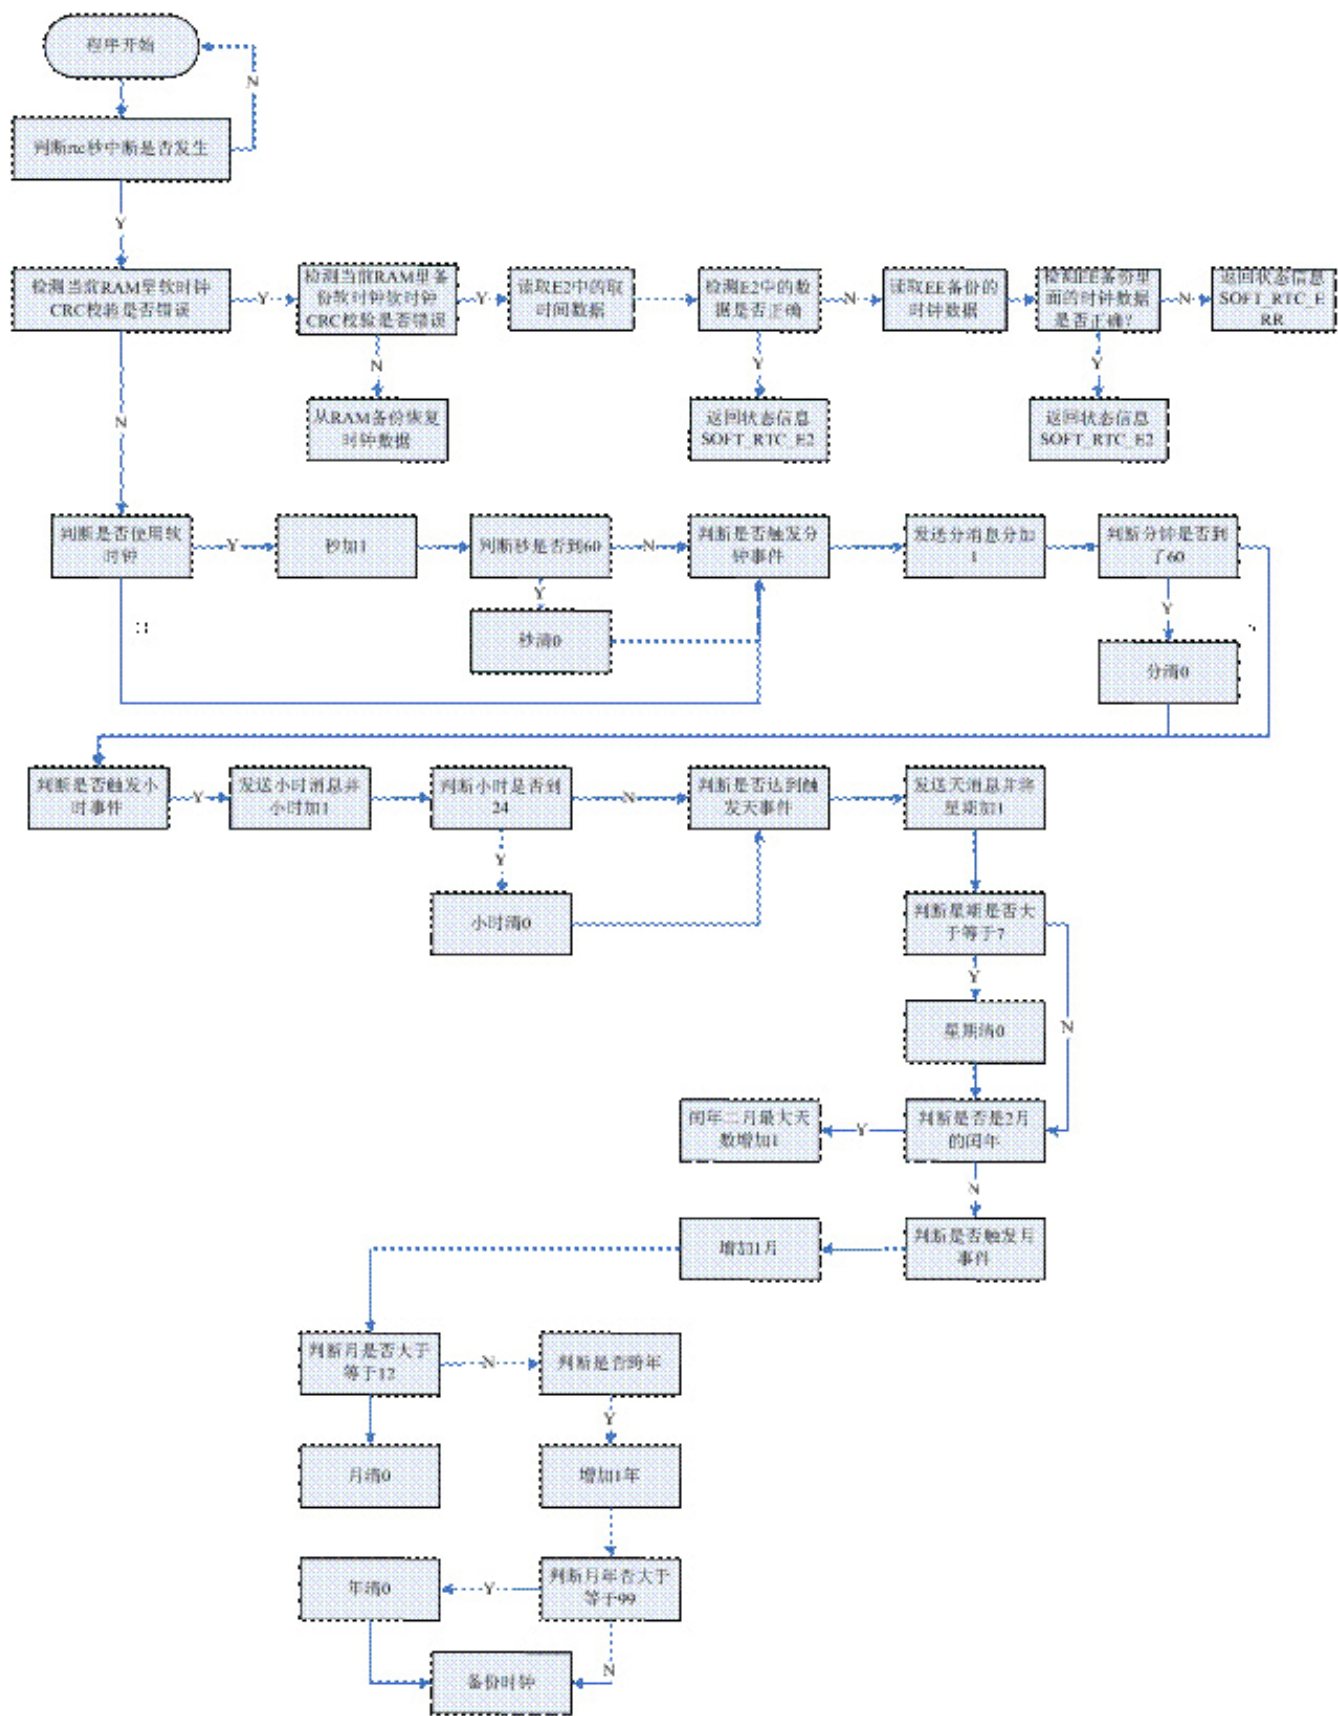 程序开始
N
判断rtc秒中断是否发生
Y
检测当前RAM里软时钟
CRC校验是否错误
Y
检测当前RAM里备
份软时钟软时钟
CRC校验是否错误
Y
读取E2中的取
时间数据
检测E2中的数
据是否正确
N
读取EE备份的
时钟数据
检测EE备份里
面的时钟数据
是否正确?
N
返回状态信息
SOFT_RTC_E
RR
N
N
Y
Y
从RAM备份恢复
时钟数据
返回状态信息
SOFT_RTC_E2
返回状态信息
SOFT_RTC_E2
判断是否使用软
时钟
Y
秒加1
判断秒是否到60
N
判断是否触发分
钟事件
发送分消息分加
1
判断分钟是否到
了60
Y
Y
秒清0
分清0
判断是否触发小
时事件
Y
发送小时消息并
小时加1
判断小时是否到
24
N
判断是否达到触
发天事件
发送天消息并将
星期加1
Y
小时清0
判断星期是否大
于等于7
Y
N
星期清0
闰年二月最大天
数增加1
Y
判断是否是2月
的闰年
N
增加1月
判断是否触发月
事件
判断月是否大于
等于12
N
判断是否跨年
Y
月清0
增加1年
年清0
Y
判断月年否大于
等于99
N
备份时钟